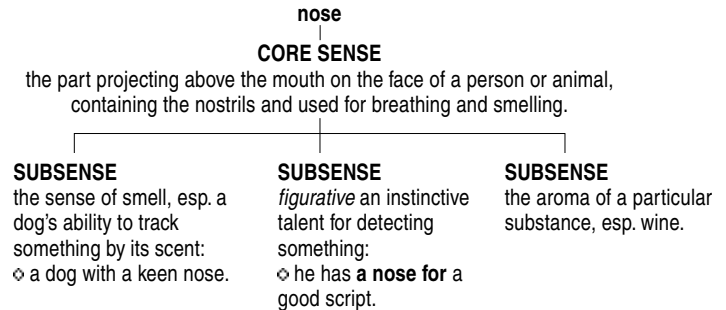 nose
CORE SENSE
the part projecting above the mouth on the face of a person or animal,
containing the nostrils and used for breathing and smelling.
SUBSENSE
the sense of smell, esp. a
dog's ability to track
something by its scent:
a dog with a keen nose.
SUBSENSE
figurative an instinctive
talent for detecting
something:
he has a nose for a
good script.
SUBSENSE
the aroma of a particular
substance, esp. wine.